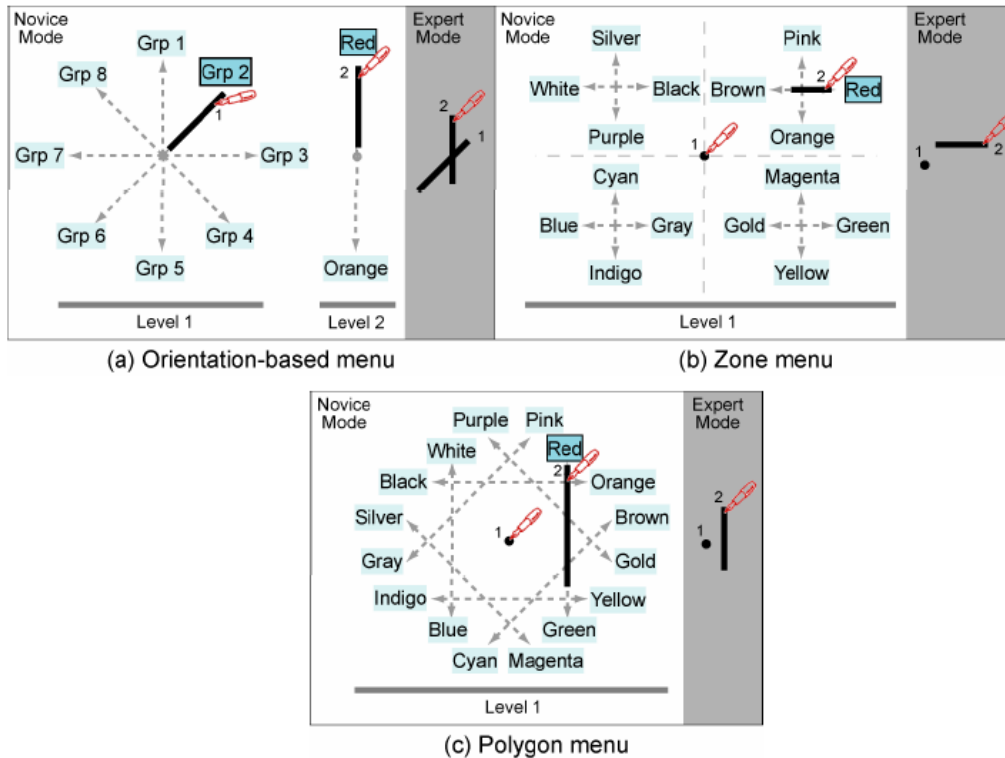 Novice
Mode
Grp 1
Grp 8
Grp 2
1
Grp 7
Grp 3
Grp 6
Grp 4
Grp 5
Level 1
Red
2
Orange
Level 2
Expert
Mode
2
1
(a) Orientation-based menu
Novice
Mode
Silver
White
Black
Purple
Pink
Brown
2
Red
Orange
1
Cyan
Blue
Gray
Indigo
Magenta
Gold
Green
Yellow
Level 1
Expert
Mode
1
2
(b) Zone menu
Novice
Mode
Purple
Pink
White
Red
2
Black
Orange
Silver
Brown
1
Gray
Gold
Indigo
Yellow
Blue
Green
Cyan
Magenta
Level 1
Expert
Mode
2
1
(c) Polygon menu